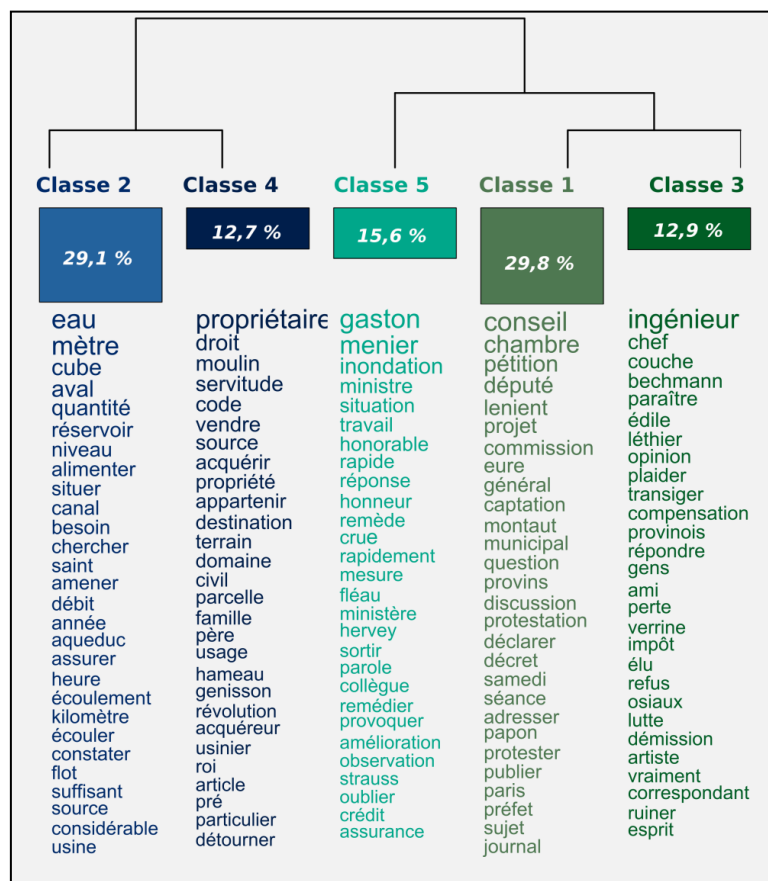 Classe 2
29,1 %
eau
mètre
cube
aval
quantité
réservoir
niveau
alimenter
situer
canal
besoin
chercher
saint
amener
débit
année
aqueduc
assurer
heure
écoulement
kilomètre
écouler
constater
flot
suffisant
source
considérable
usine
Classe 4
12,7 %
propriétaire
droit
moulin
servitude
code
vendre
source
acquérir
propriété
appartenir
destination
terrain
domaine
civil
parcelle
famille
père
usage
hameau
genisson
révolution
acquéreur
usinier
roi
article
pré
particulier
détourner
Classe 5
15,6 %
gaston
menier
inondation
ministre
situation
travail
honorable
rapide
réponse
honneur
remède
crue
rapidement
mesure
fléau
ministère
hervey
sortir
parole
collègue
remédier
provoquer
amélioration
observation
strauss
oublier
crédit
assurance
Classe 1
29,8 %
conseil
chambre
pétition
député
lenient
projet
commission
eure
général
captation
montaut
municipal
question
provins
discussion
protestation
déclarer
décret
samedi
séance
adresser
papon
protester
publier
paris
préfet
sujet
journal
Classe 3
12,9 %
ingénieur
chef
couche
bechmann
paraître
édile
léthier
opinion
plaider
transiger
compensation
provinois
répondre
gens
ami
perte
verrine
impôt
élu
refus
osiaux
lutte
démission
artiste
vraiment
correspondant
ruiner
esprit